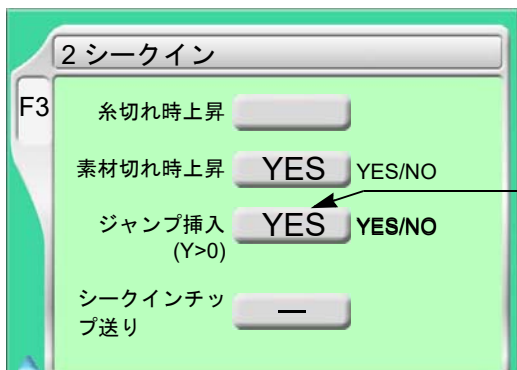 2 シークイン
F3
糸切れ時上昇
素材切れ時上昇 YES YES/NO
ジャンプ挿入 YES YES/NO
(Y>0)
シークインチッ
プ送り —